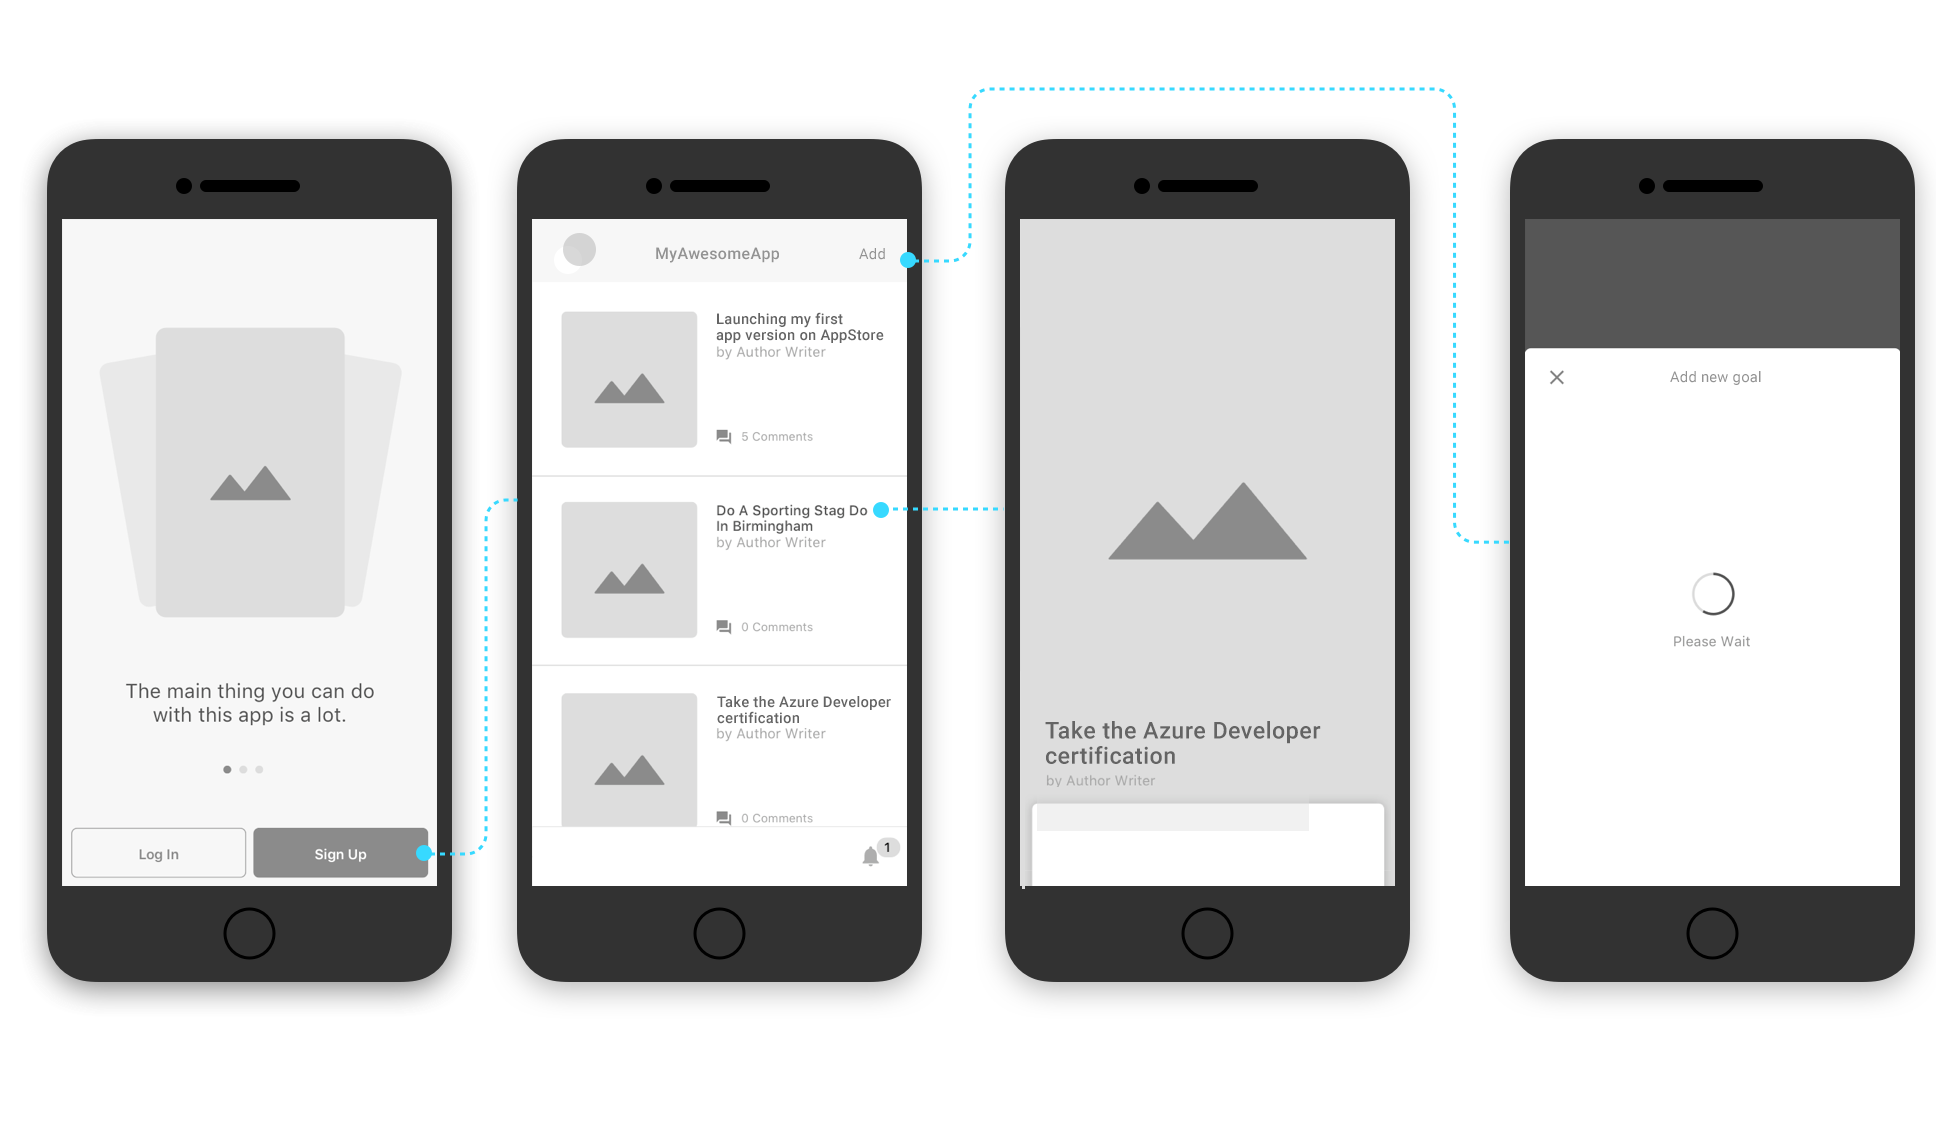 The main thing you can do
with this app is a lot.
Log In
Sign Up
MyAwesomeApp
Add
Launching my first
app version on AppStore
by Author Writer
5 Comments
Do A Sporting Stag Do
In Birmingham
by Author Writer
0 Comments
Take the Azure Developer
certification
by Author Writer
0 Comments
1
Take the Azure Developer
certification
by Author Writer
Add new goal
Please Wait